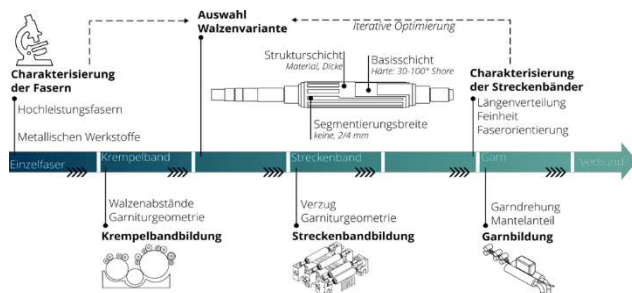 Auswahl
Walzenvariante
Iterative Optimierung
Strukturschicht
Material, Dicke
Basisschicht
Härte: 30-100° Shore
Charakterisierung
der Fasern
Hochleistungsfasern
Metallischen Werkstoffe
Segmentierungsbreite
keine, 2/4 mm
Charakterisierung
der Streckenbänder
Längenverteilung
Feinheit
Faserorientierung
Einzelfaser
Krempelband
Streckenband
Garn
Verbund
Walzenabstände
Garniturgeometrie
Krempelbandbildung
Verzug
Garniturgeometrie
Streckenbandbildung
Garndrehung
Mantelanteil
Garnbildung